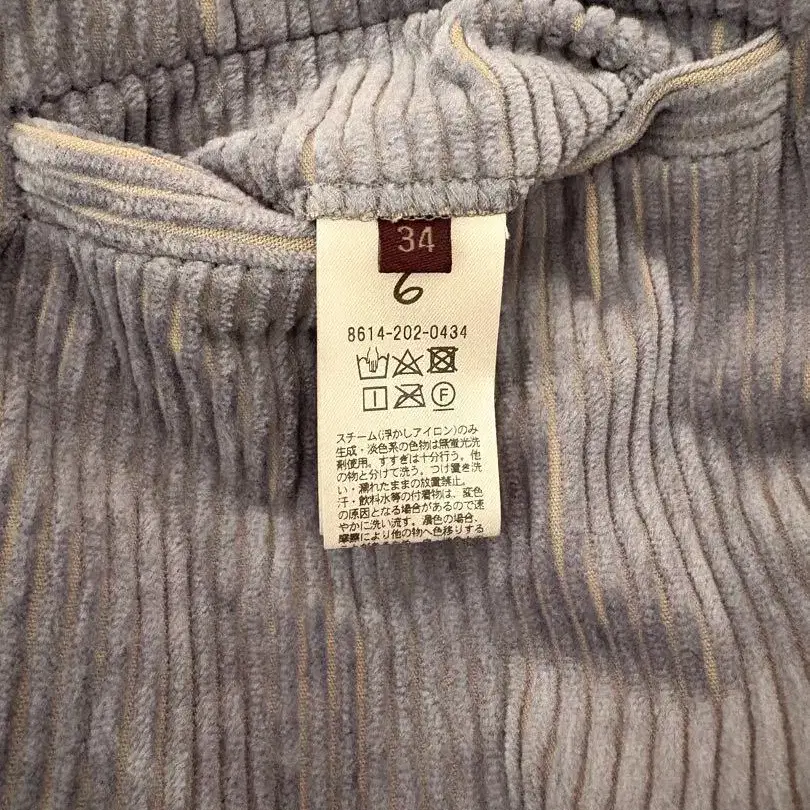 34
6
8614-202-0434
F
スチーム(浮かしアイロン)のみ
生成・淡色系の色物は無蛍光洗
剤使用。すすぎは十分行う。他
の物と分けて洗う。つけ置き洗
い・濡れたままの放置禁止。
汗・飲料水等の付着物は、変色
の原因となる場合があるので速
やかに洗い流す。濃色の場合、
摩擦により他の物へ色移りする